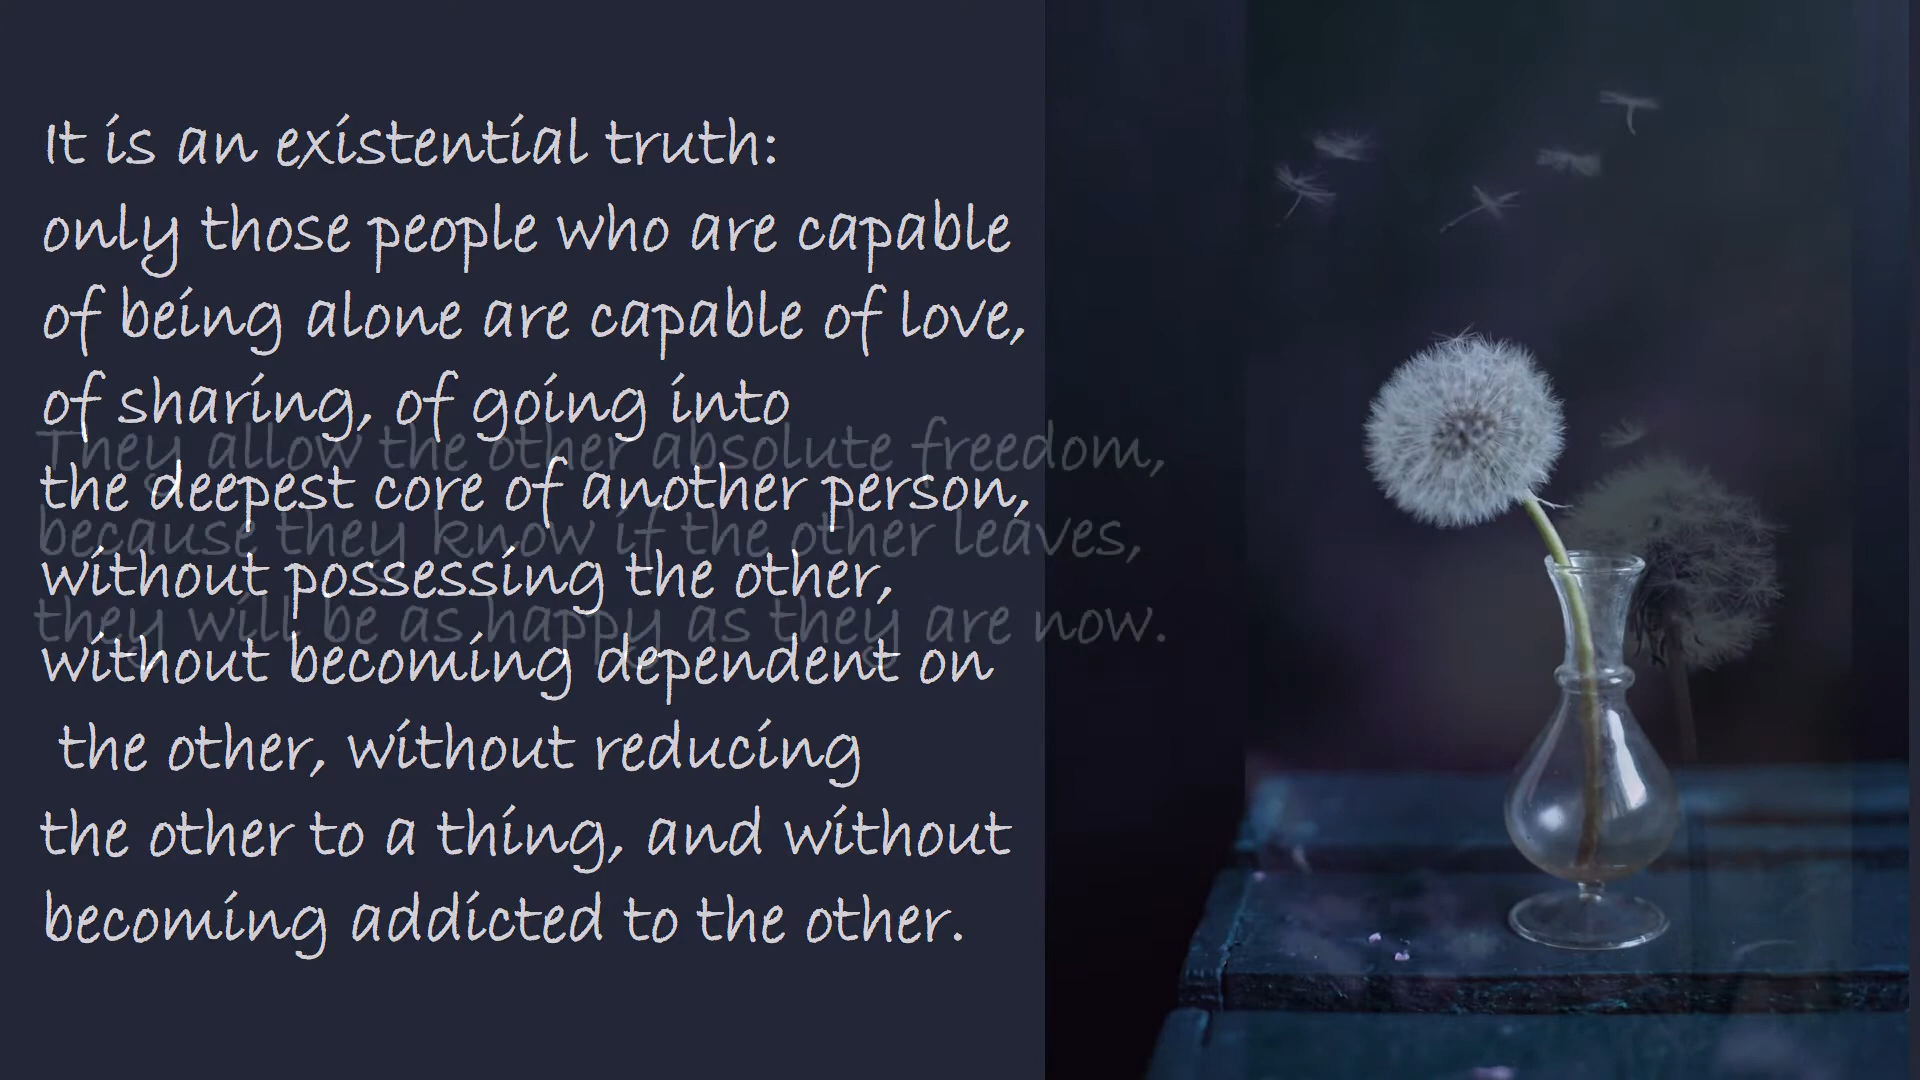 It is an existential truth:
only those people who are capable
of being alone are capable of love,
of sharing, of going into
the deepest core of another person,
without possessing the other,
without becoming dependent on
the other, without reducing
the other to a thing, and without
becoming addicted to the other.
They allow the other absolute freedom,
because they know if the other leaves,
they will be as happy as they are now.